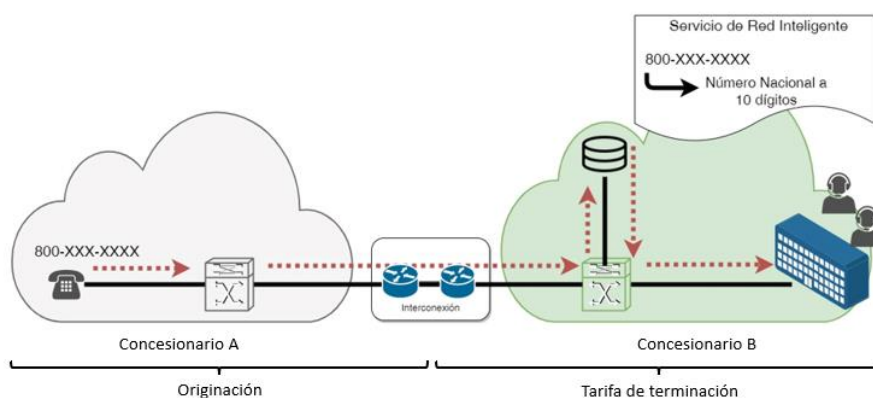 Servicio de Red Inteligente
800-XXX-XXXX
Número Nacional a
10 dígitos
800-XXX-XXXX
Interconexión
Concesionario A
Concesionario B
Originación
Tarifa de terminación